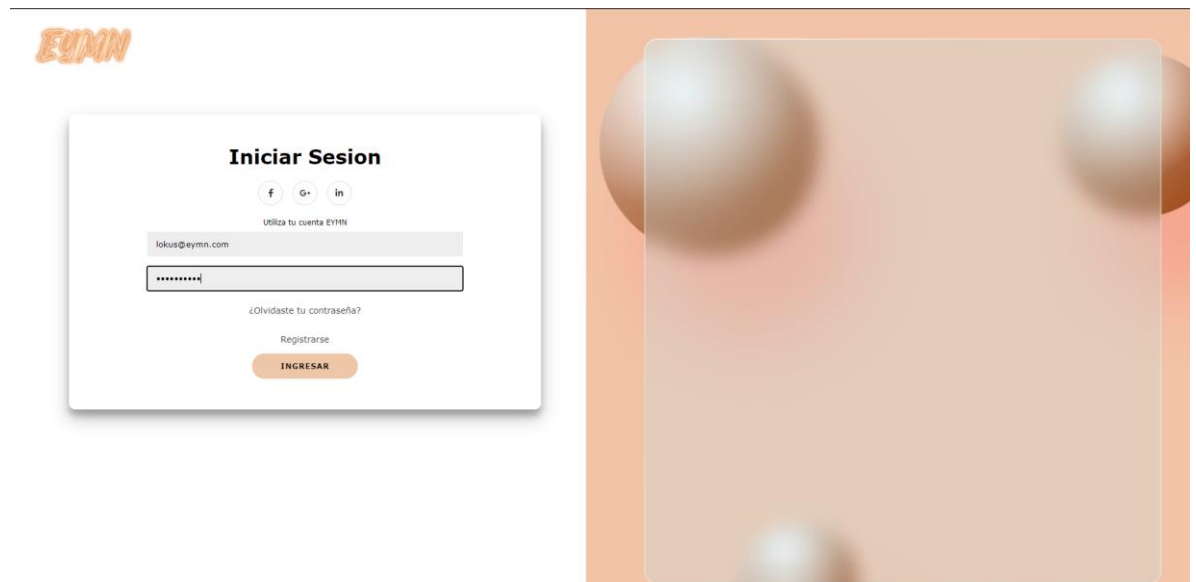 EYMN
Iniciar Sesion
f G+ in
Utiliza tu cuenta EYMN
lokus@eymn.com
••••••••••
¿Olvidaste tu contraseña?
Registrarse
INGRESAR